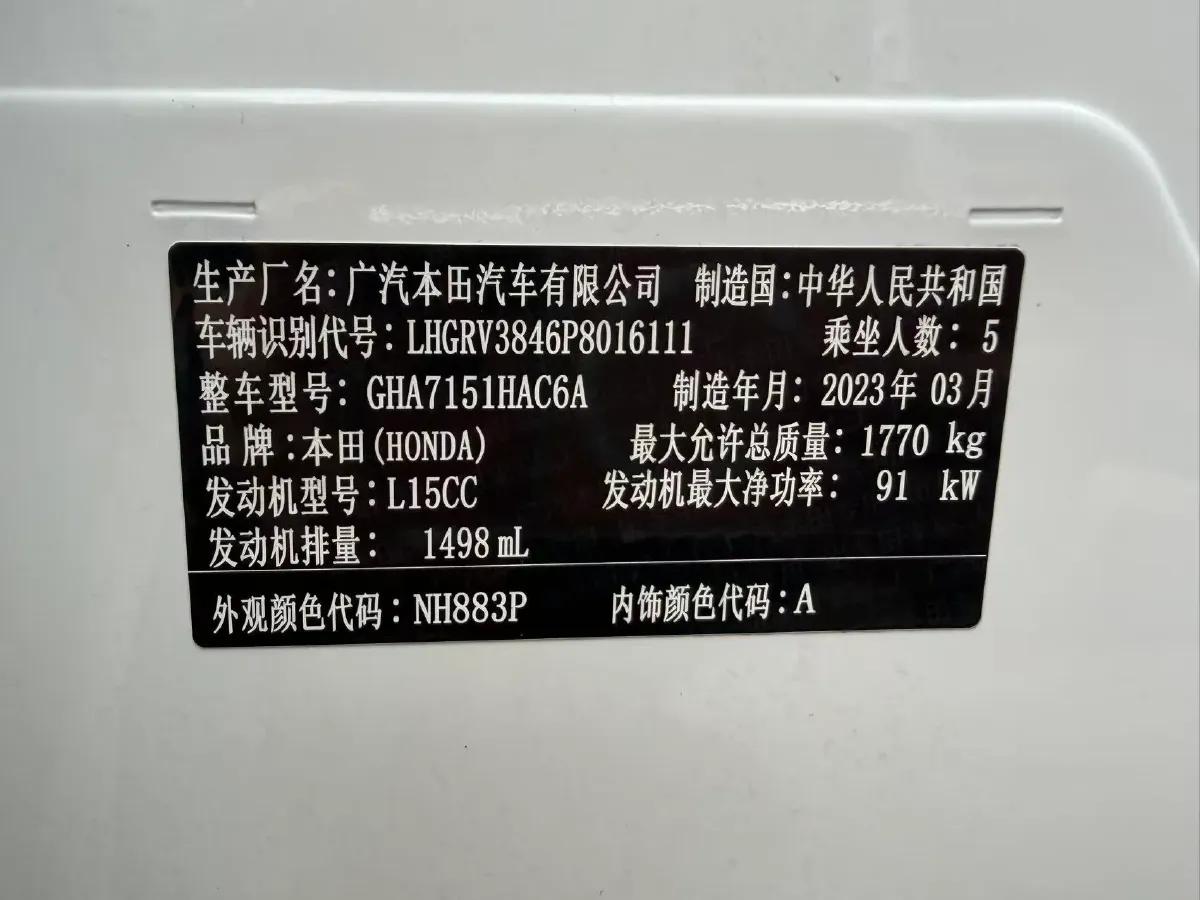 生产厂名：广汽本田汽车有限公司 制造国：中华人民共和国
车辆识别代号：LHGRV3846P8016111 乘坐人数：5
整车型号：GHA7151HAC6A 制造年月：2023年 03月
品 牌：本田(HONDA) 最大允许总质量：1770 kg
发动机型号：L15CC 发动机最大净功率： 91 kW
发动机排量： 1498 mL
外观颜色代码：NH883P 内饰颜色代码：A